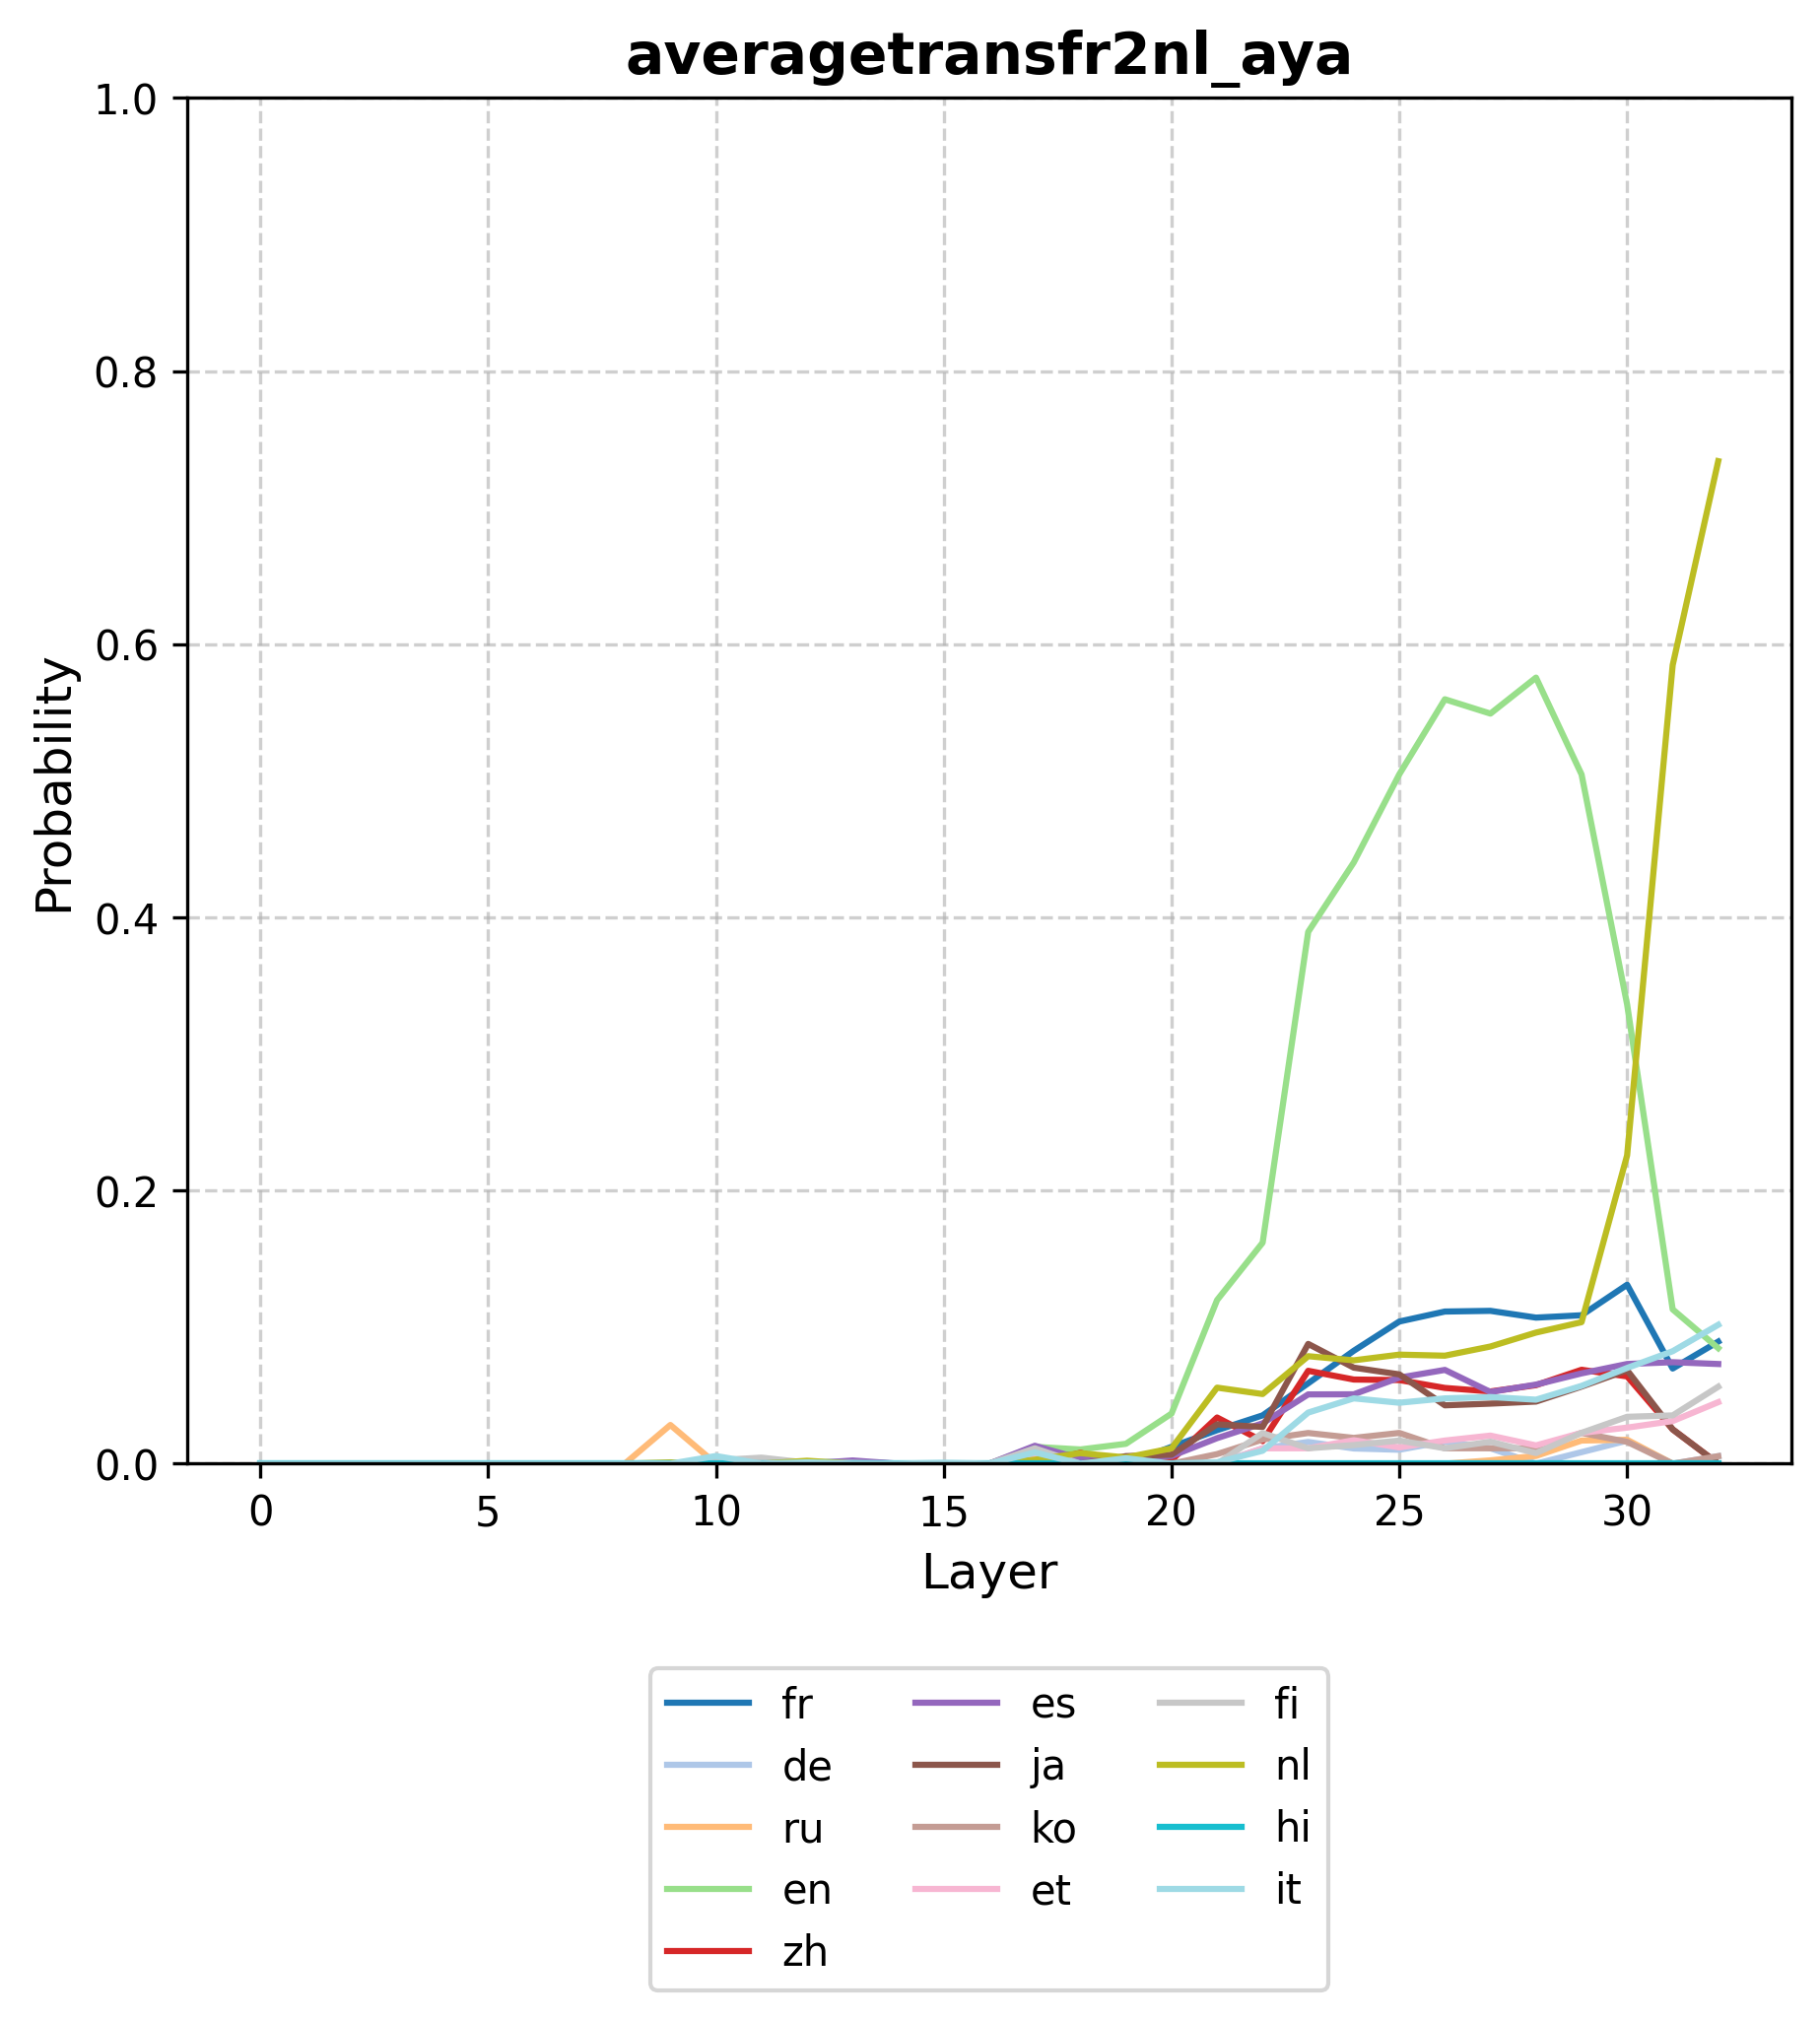 averagetransfr2nl_aya
1.0
0.8
0.6
0.4
0.2
0.0
Probability
0 5 10 15 20 25 30
Layer
fr es fi
de ja nl
ru ko hi
en et it
zh